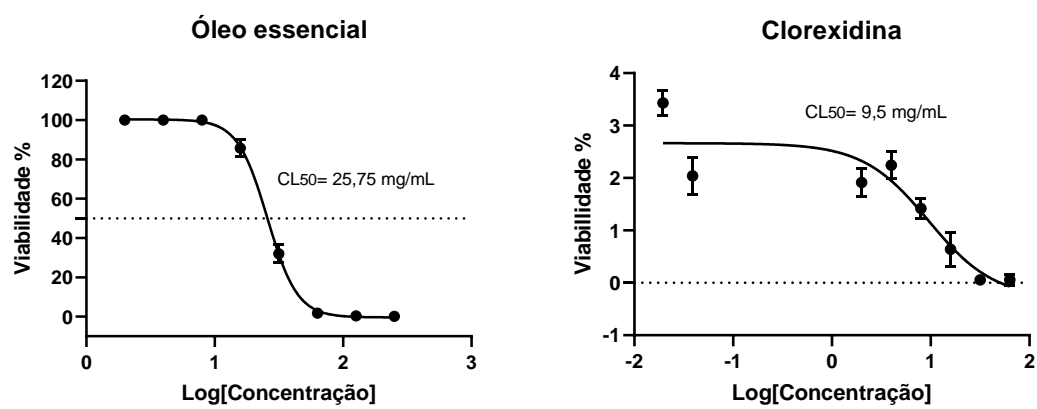 Óleo essencial
120
100
80
60
40
20
0
Viabilidade %
CL50= 25,75 mg/mL
0
1
2
3
Log[Concentração]
Clorexidina
4
3
2
1
0
-1
Viabillidade %
CL50= 9,5 mg/mL
-2
-1
0
1
2
Log[Concentração]